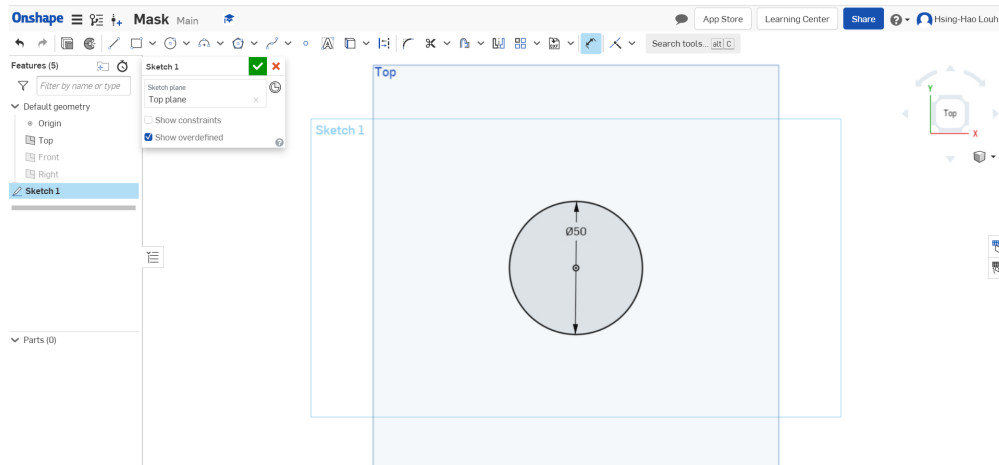 Onshape Mask Main App Store Learning Center Share Hsing-Hao Louh
Search tools... alt C
Features (5)
Filter by name or type
Default geometry
Origin
Top
Front
Right
Sketch 1
Parts (0)
Sketch 1
Sketch plane
Top plane
Show constraints
Show overdefined
Top
Sketch 1
Ø50
Y
Top
X